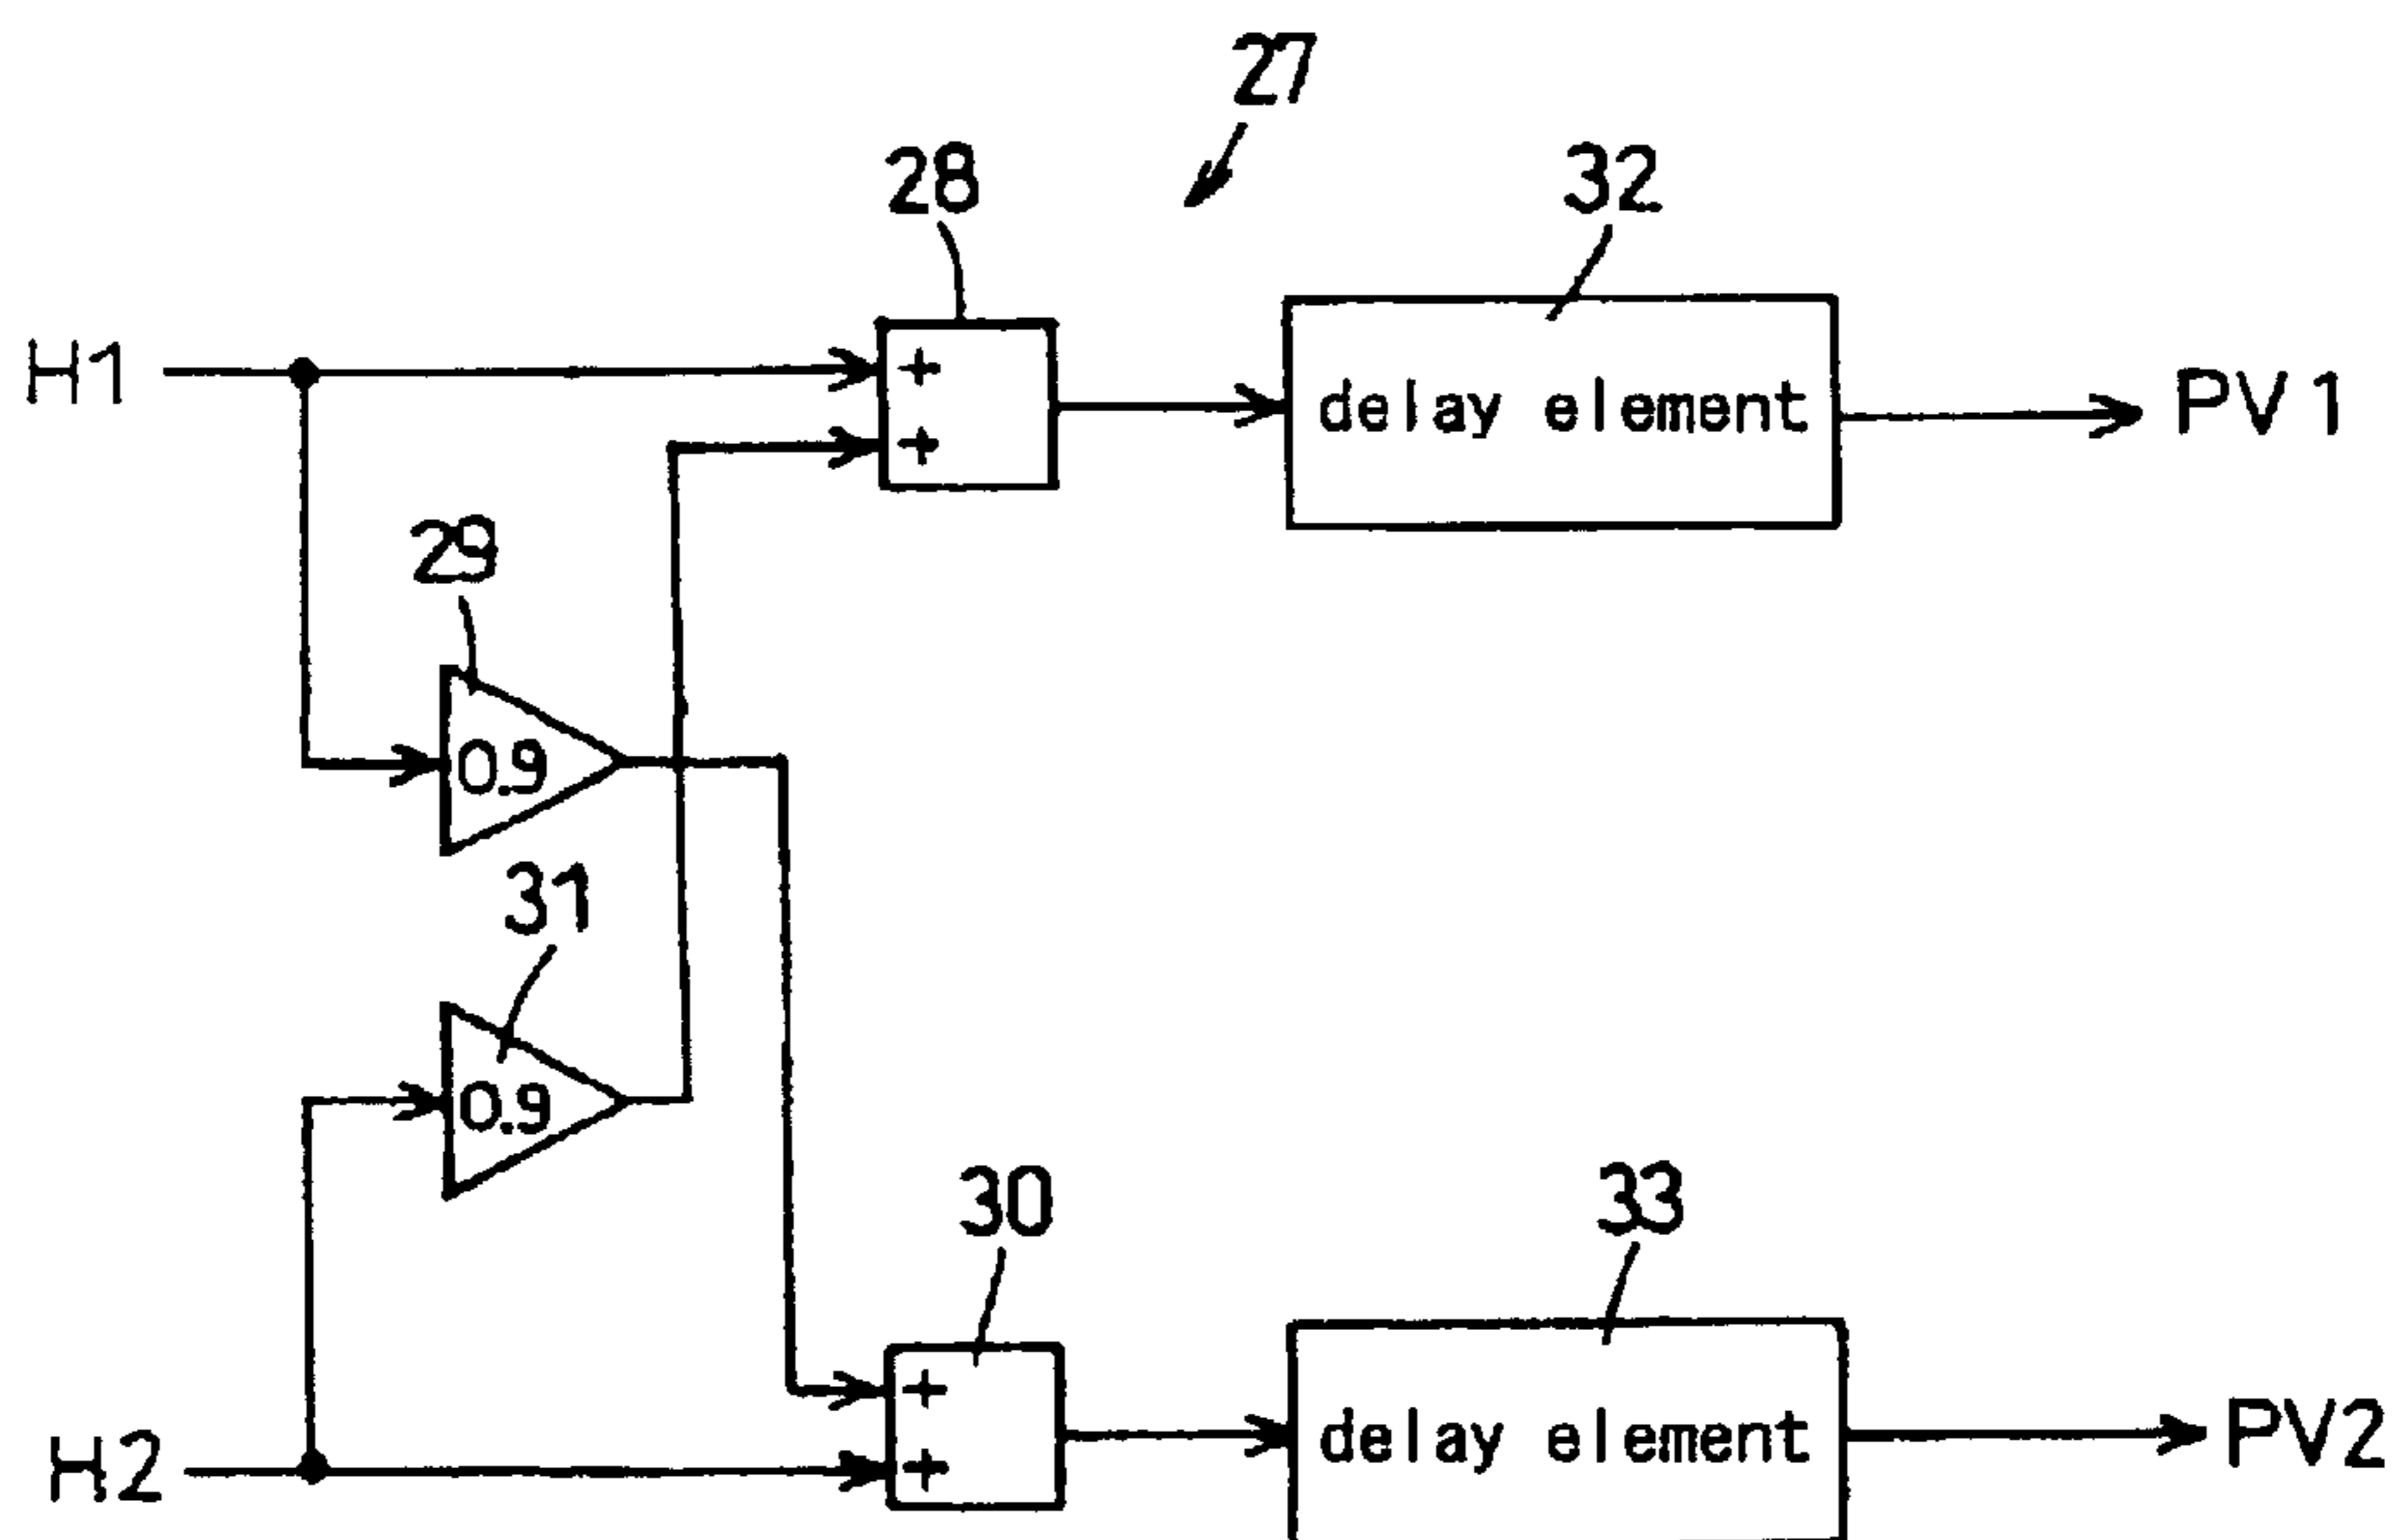 27
28
32
H1
+
+
delay element
PV1
29
0.9
31
0.9
30
33
H2
+
+
delay element
PV2